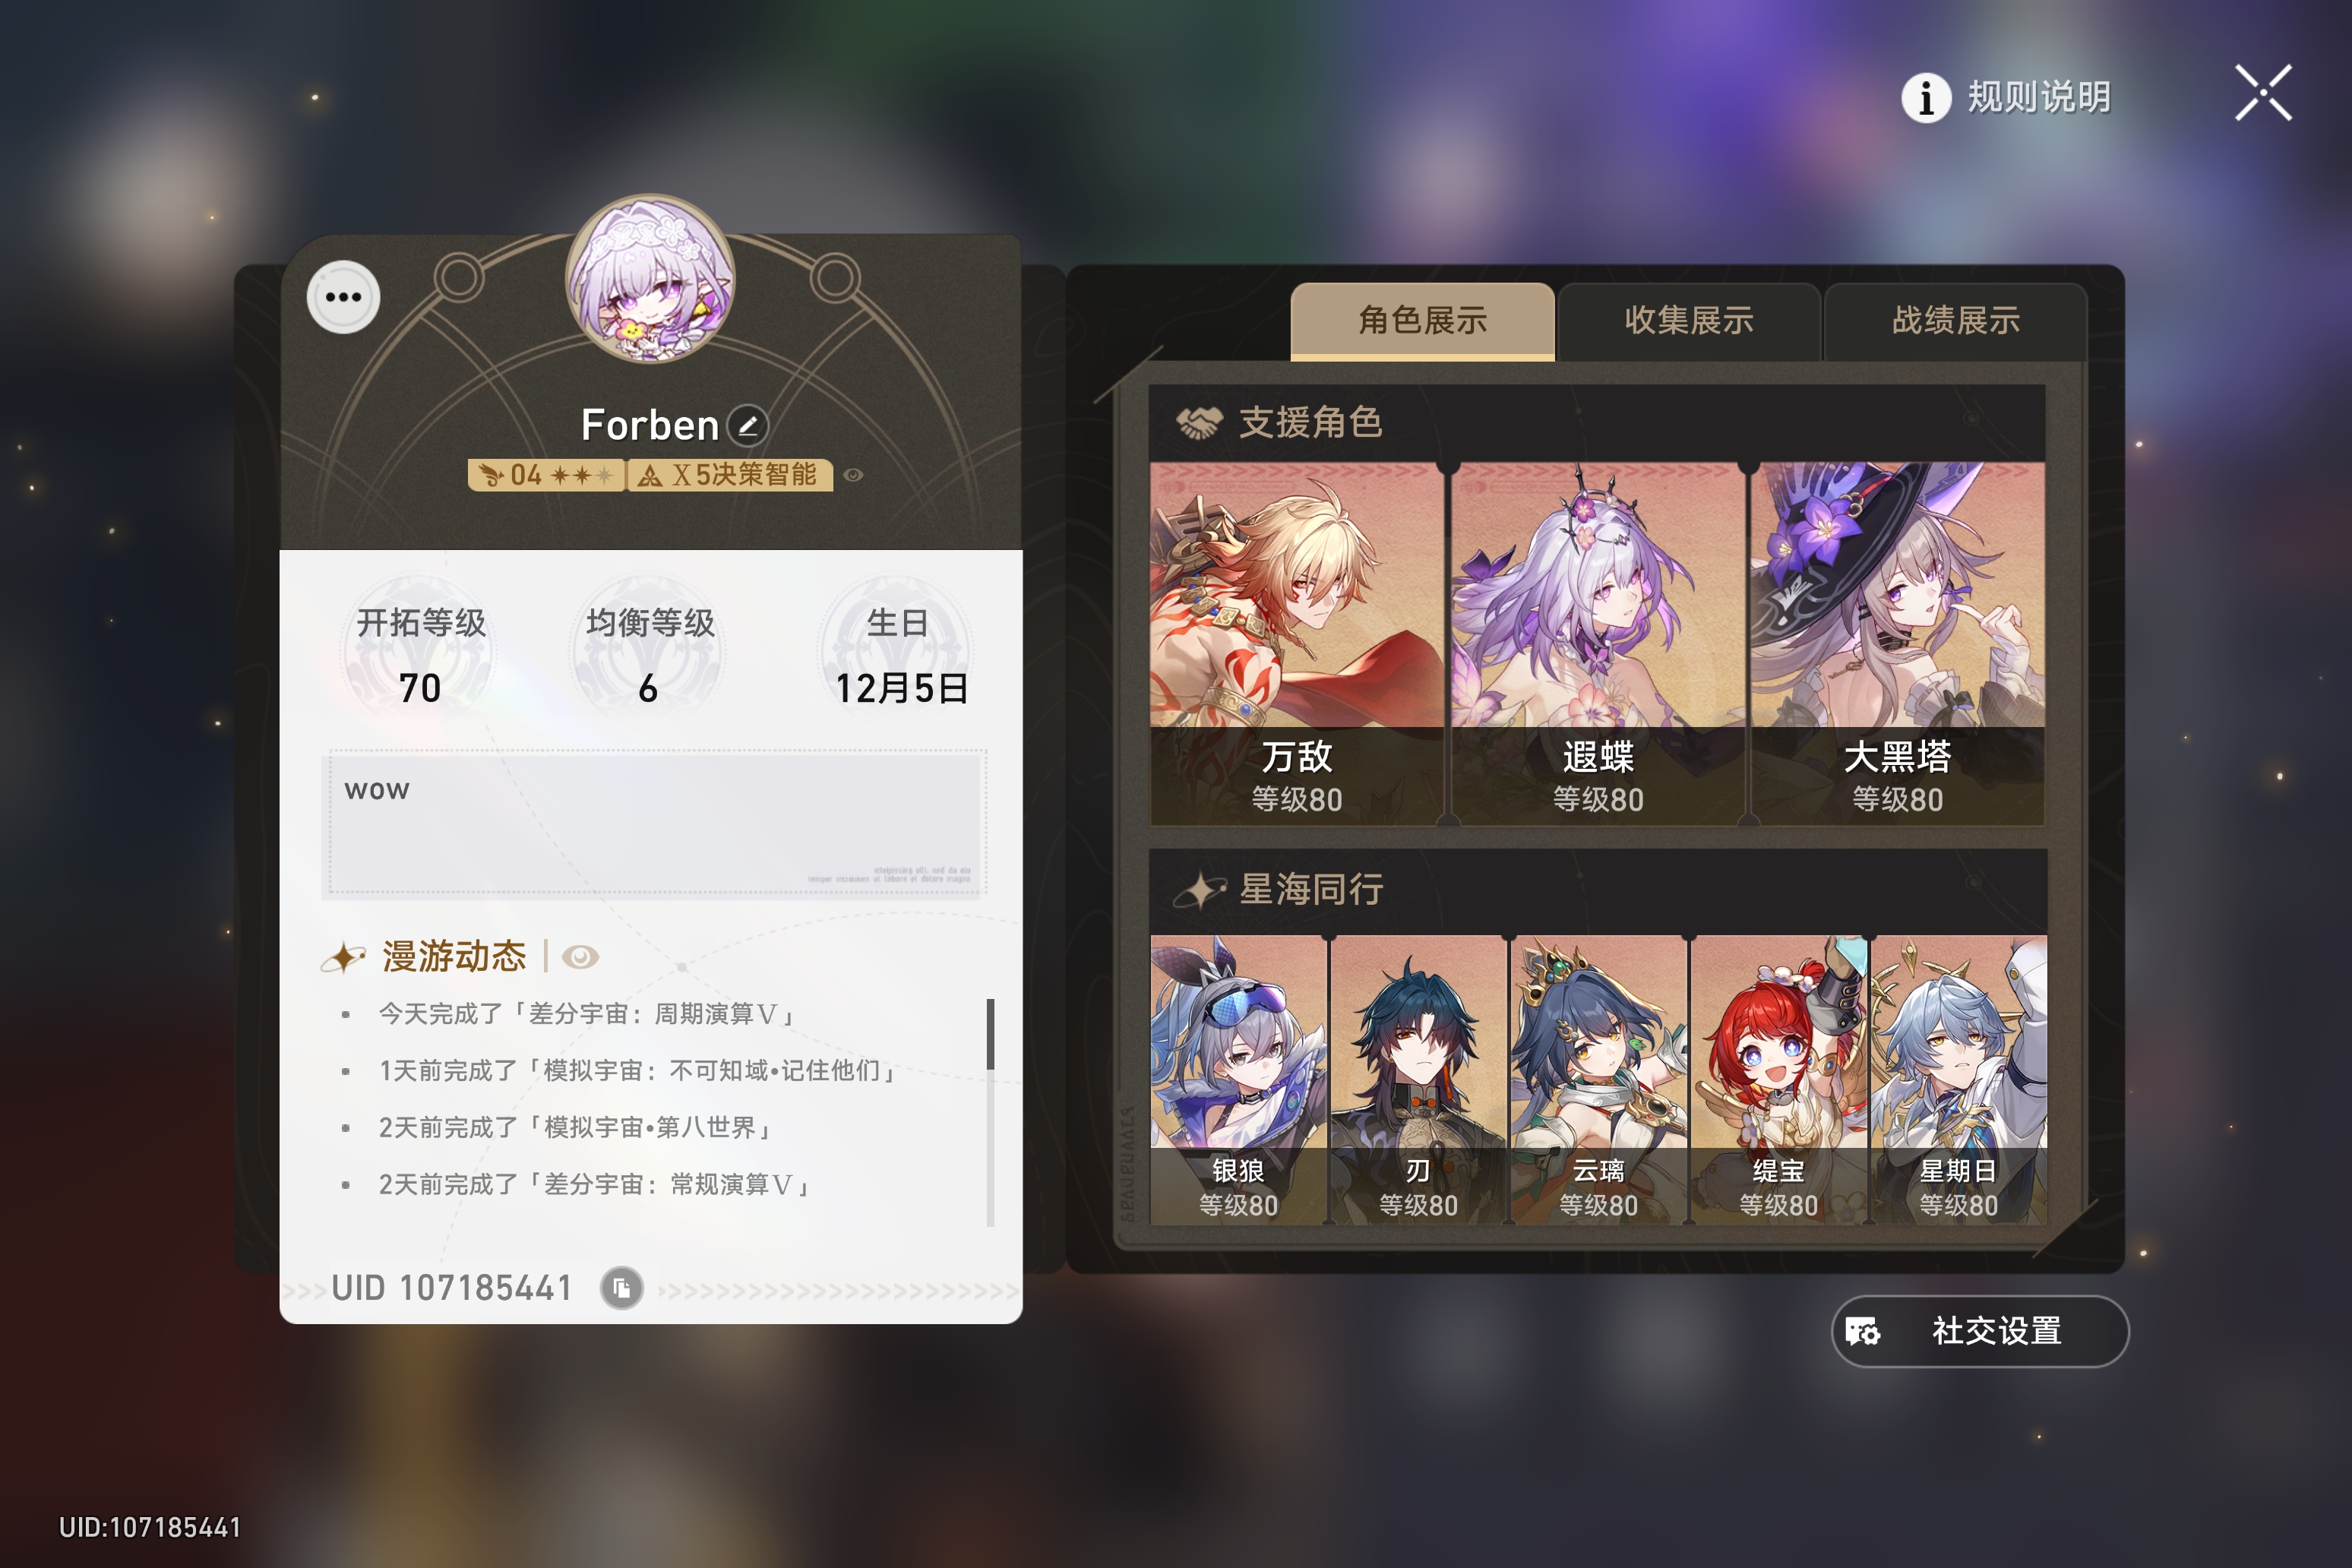 规则说明
Forben
04
X5决策智能
开拓等级
70
均衡等级
6
生日
12月5日
wow
漫游动态
今天完成了「差分宇宙：周期演算Ⅴ」
1天前完成了「模拟宇宙：不可知域•记住他们」
2天前完成了「模拟宇宙•第八世界」
2天前完成了「差分宇宙：常规演算Ⅴ」
UID 107185441
角色展示
收集展示
战绩展示
支援角色
万敌
等级80
遐蝶
等级80
大黑塔
等级80
星海同行
银狼
等级80
刃
等级80
云璃
等级80
缇宝
等级80
星期日
等级80
社交设置
UID:107185441